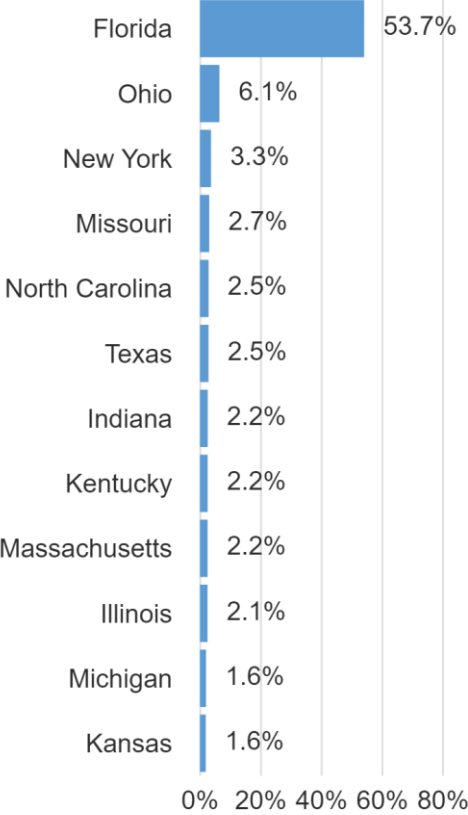 Florida 53.7%
Ohio 6.1%
New York 3.3%
Missouri 2.7%
North Carolina 2.5%
Texas 2.5%
Indiana 2.2%
Kentucky 2.2%
Massachusetts 2.2%
Illinois 2.1%
Michigan 1.6%
Kansas 1.6%
0% 20% 40% 60% 80%